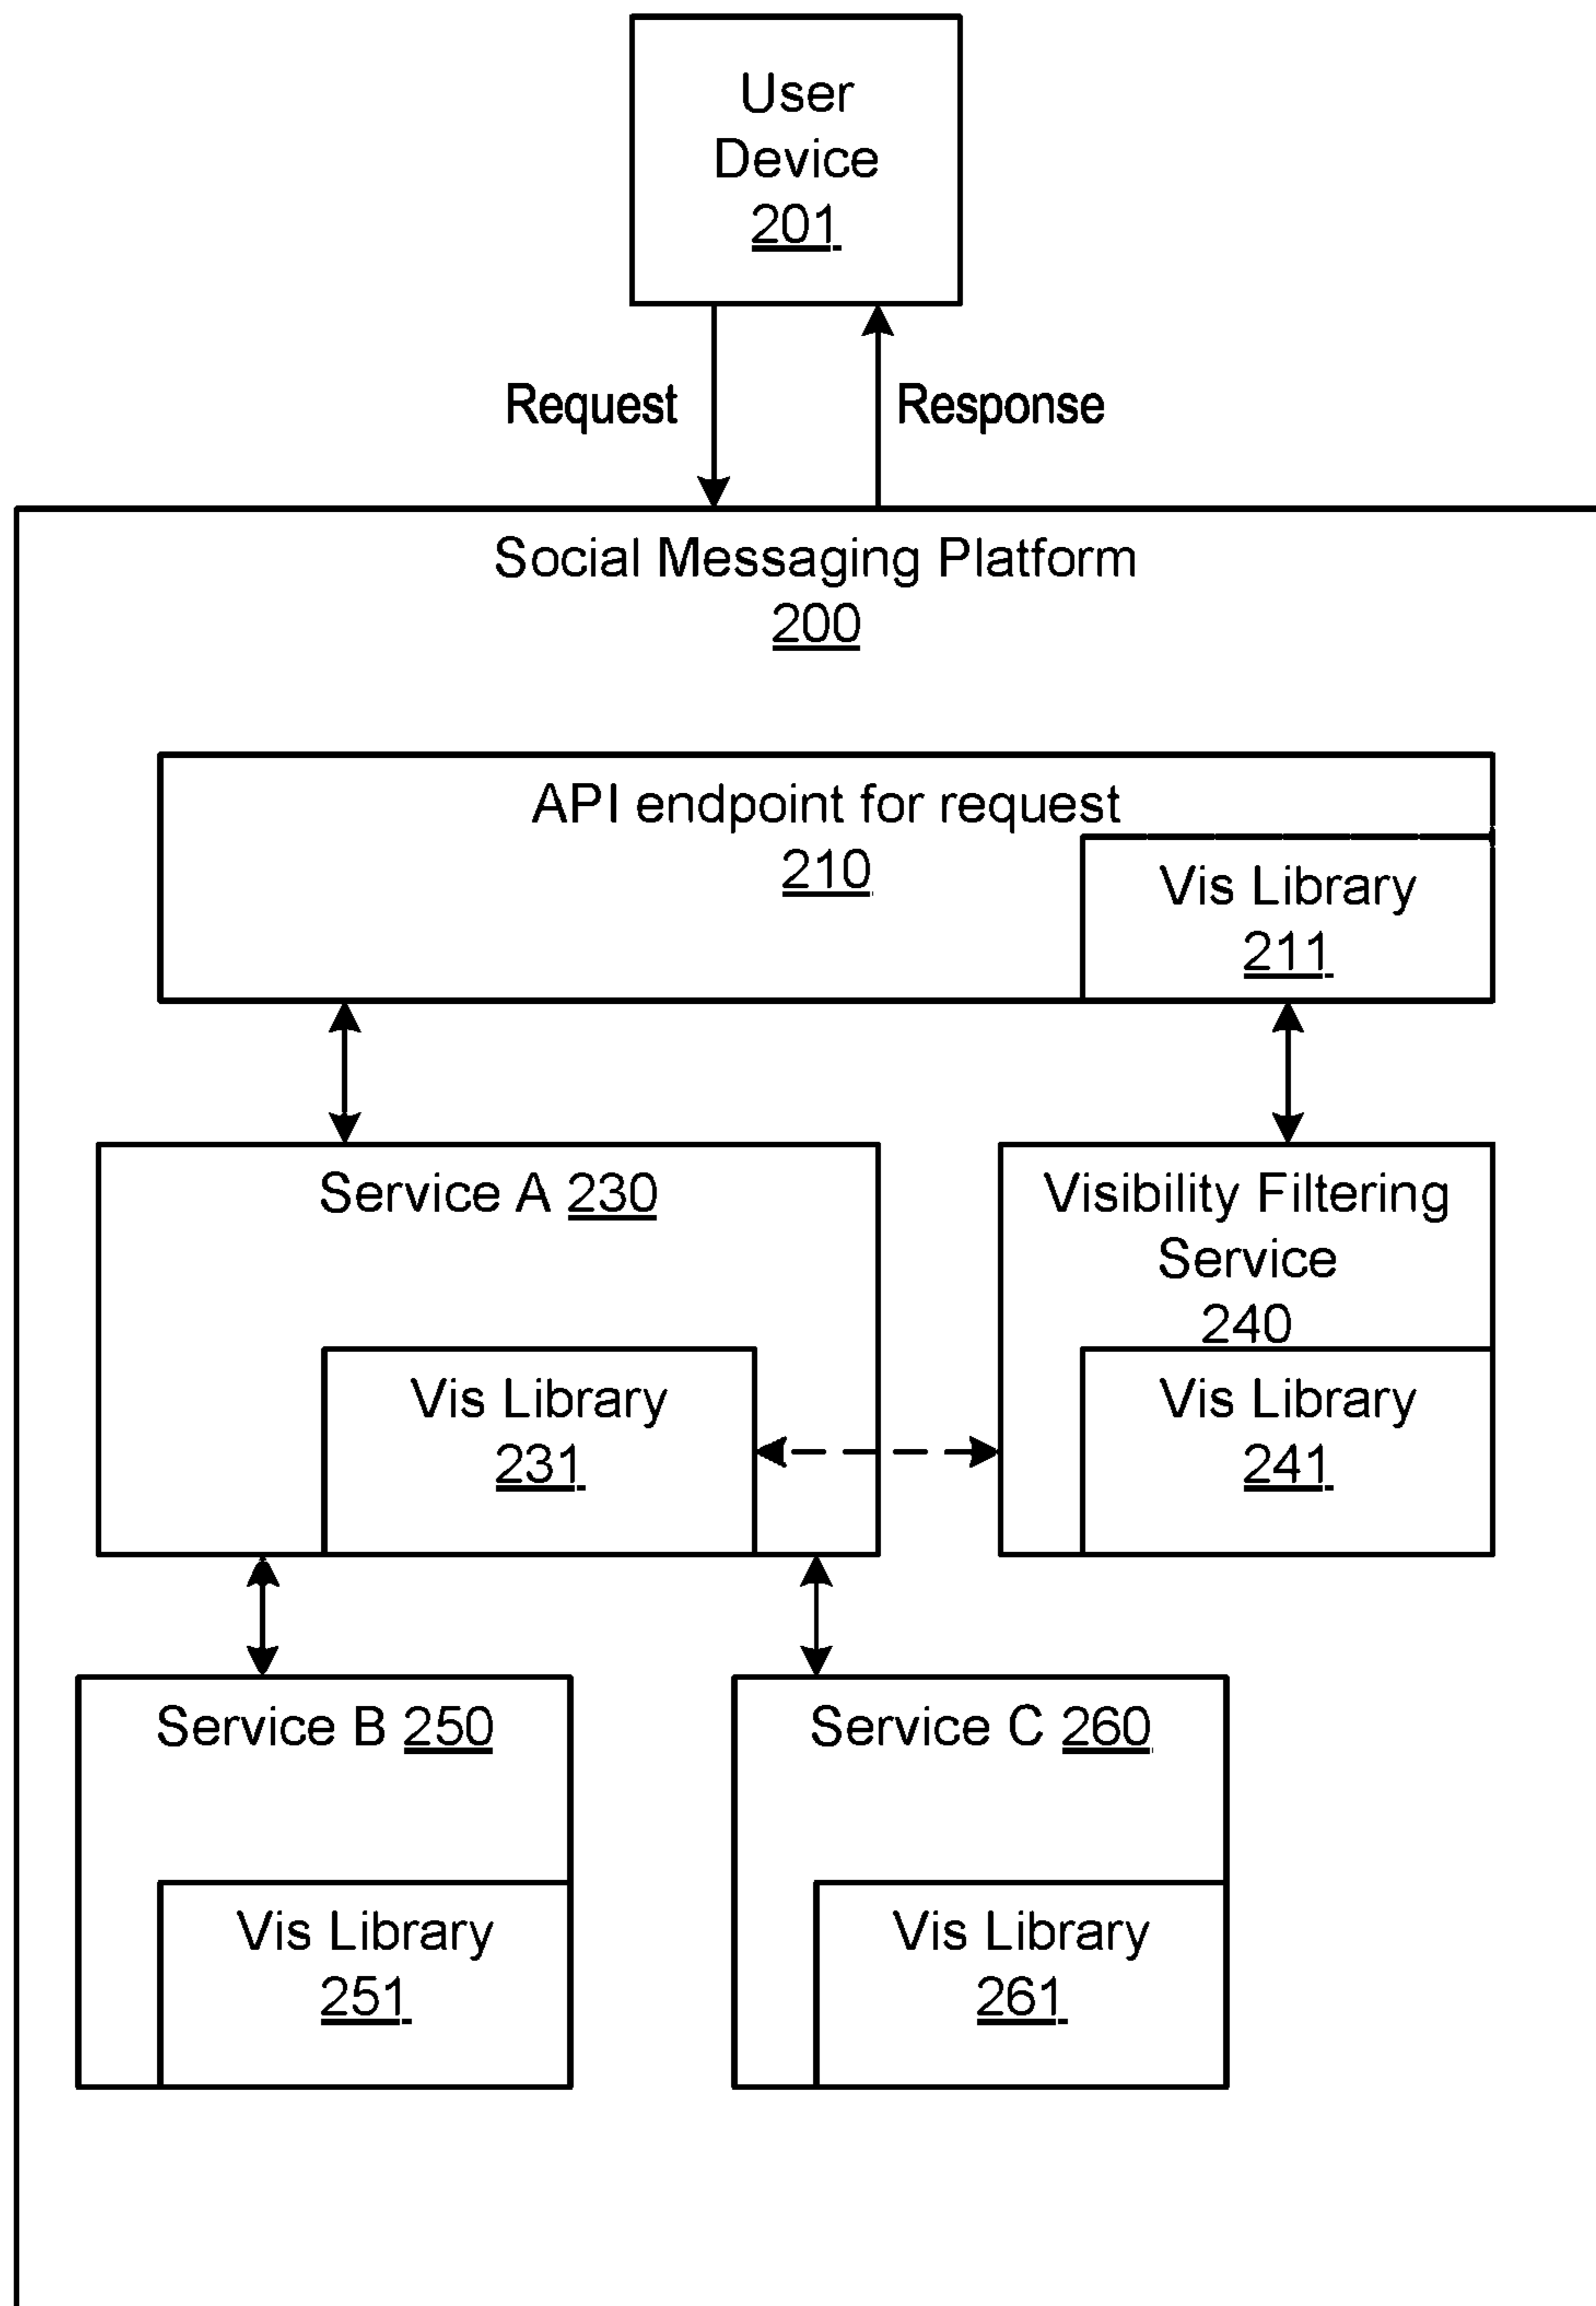 User
Device
201
Request
Response
Social Messaging Platform
200
API endpoint for request
210
Vis Library
211
Service A 230
Visibility Filtering
Service
240
Vis Library
231
Vis Library
241
Service B 250
Service C 260
Vis Library
251
Vis Library
261